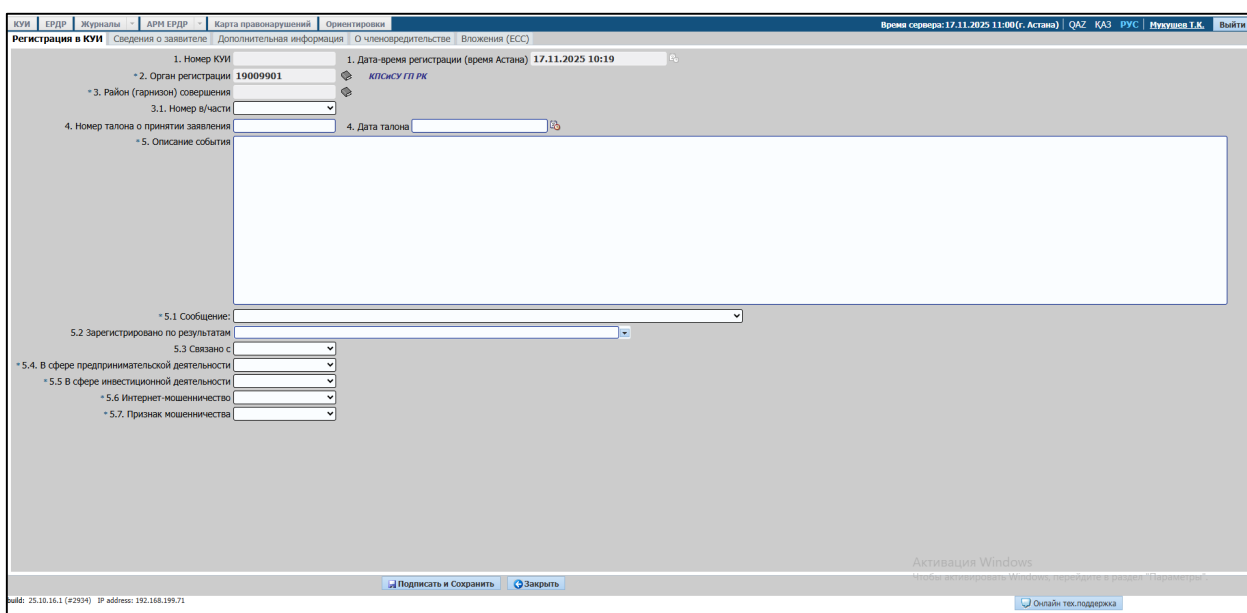 КУИ ЕРДР Журналы АРМ ЕРДР Карта правонарушений Ориентировки Время сервера:17.11.2025 11:00(г. Астана) QAZ ҚАЗ РУС Мукушев Т.К. Выйти
Регистрация в КУИ Сведения о заявителе Дополнительная информация О членовредительстве Вложения (ЕСС)
1. Номер КУИ 1. Дата-время регистрации (время Астана) 17.11.2025 10:19
* 2. Орган регистрации 19009901 КПСиСУ ГП РК
* 3. Район (гарнизон) совершения
3.1. Номер в/части
4. Номер талона о принятии заявления 4. Дата талона
* 5. Описание события
* 5.1 Сообщение:
5.2 Зарегистрировано по результатам
5.3 Связано с
* 5.4. В сфере предпринимательской деятельности
* 5.5 В сфере инвестиционной деятельности
* 5.6 Интернет-мошенничество
* 5.7. Признак мошенничества
Активация Windows
Чтобы активировать Windows, перейдите в раздел "Параметры".
Подписать и Сохранить Закрыть
build: 25.10.16.1 (#2934) IP address: 192.168.199.71
Онлайн тех.поддержка